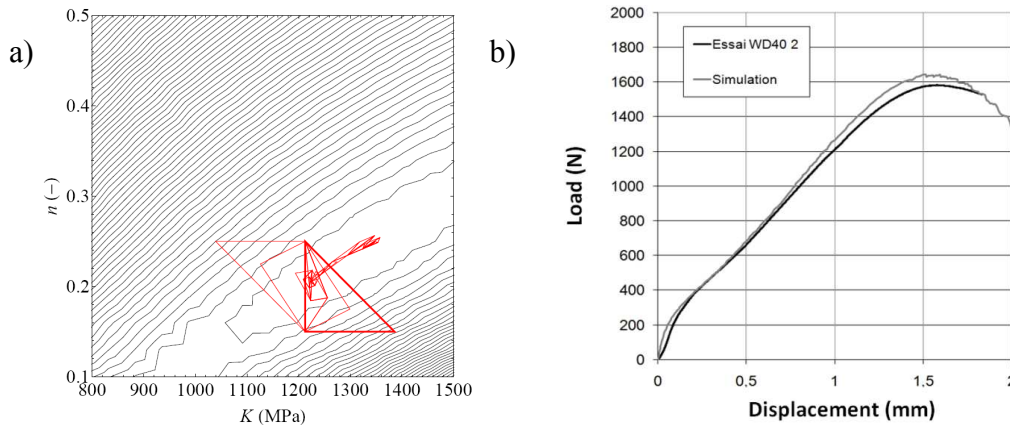 a)
0.5
0.4
0.3
0.2
0.1
n (−)
800 900 1000 1100 1200 1300 1400 1500
K (MPa)
b)
2000
1800
1600
1400
1200
1000
800
600
400
200
0
Load (N)
Essai WD40 2
Simulation
0 0,5 1 1,5 2
Displacement (mm)